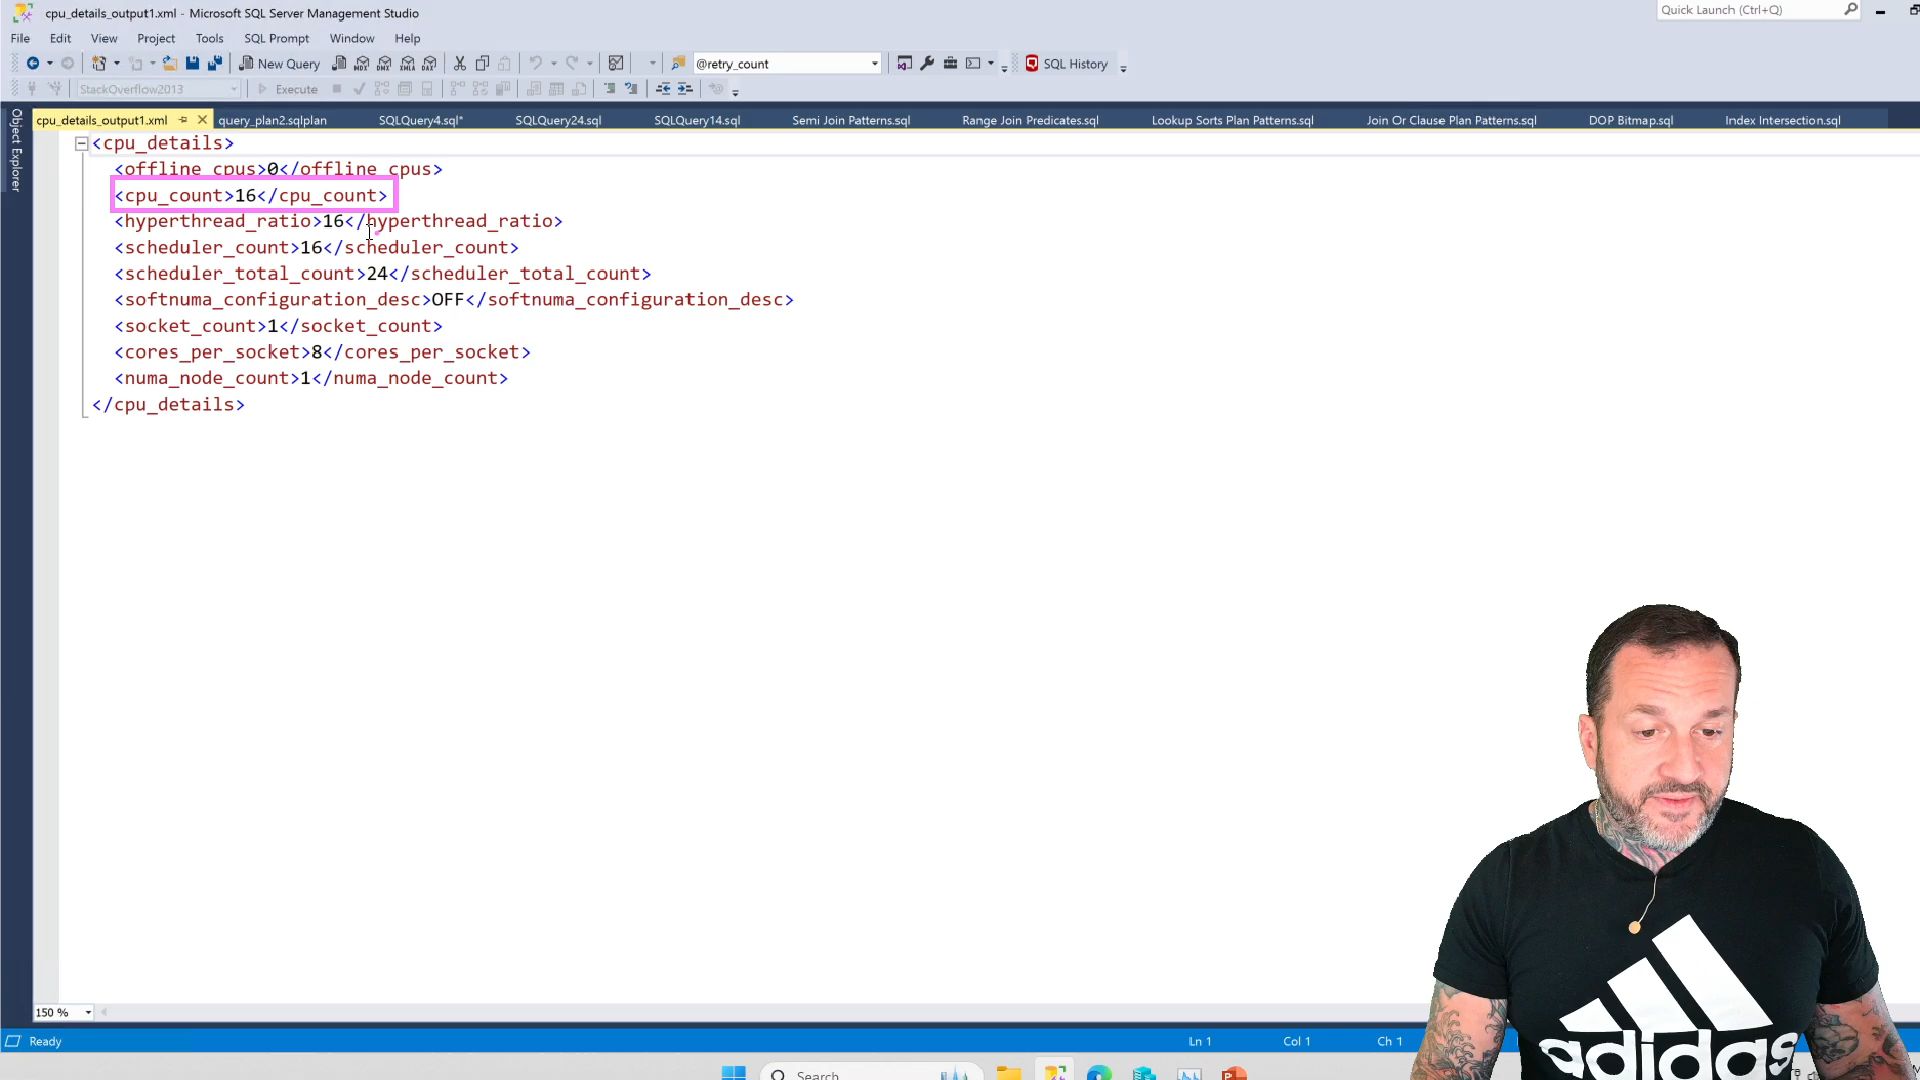 cpu_details_output1.xml - Microsoft SQL Server Management Studio
Quick Launch (Ctrl+Q)
File Edit View Project Tools SQL Prompt Window Help
New Query @retry_count SQL History
StackOverflow2013 Execute
cpu_details_output1.xml query_plan2.sqlplan SQLQuery4.sql* SQLQuery24.sql SQLQuery14.sql Semi Join Patterns.sql Range Join Predicates.sql Lookup Sorts Plan Patterns.sql Join Or Clause Plan Patterns.sql DOP Bitmap.sql Index Intersection.sql
Object Explorer
<cpu_details>
<offline_cpus>0</offline_cpus>
<cpu_count>16</cpu_count>
<hyperthread_ratio>16</hyperthread_ratio>
<scheduler_count>16</scheduler_count>
<scheduler_total_count>24</scheduler_total_count>
<softnuma_configuration_desc>OFF</softnuma_configuration_desc>
<socket_count>1</socket_count>
<cores_per_socket>8</cores_per_socket>
<numa_node_count>1</numa_node_count>
</cpu_details>
150 %
Ready Ln 1 Col 1 Ch 1
Search
adidas